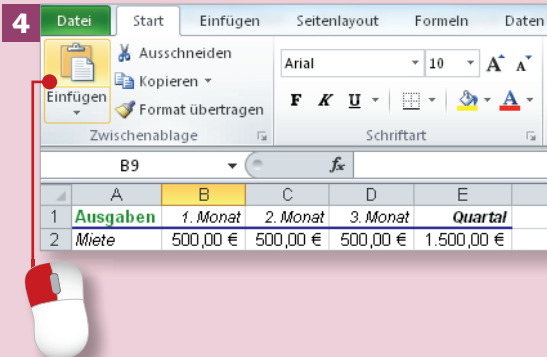 4
Datei Start Einfügen Seitenlayout Formeln Daten
Einfügen
Ausschneiden
Kopieren
Format übertragen
Zwischenablage
Arial 10 A A
F K U A
Schriftart
B9 fx
A B C D E
1 Ausgaben 1. Monat 2. Monat 3. Monat Quartal
2 Miete 500,00 € 500,00 € 500,00 € 1.500,00 €